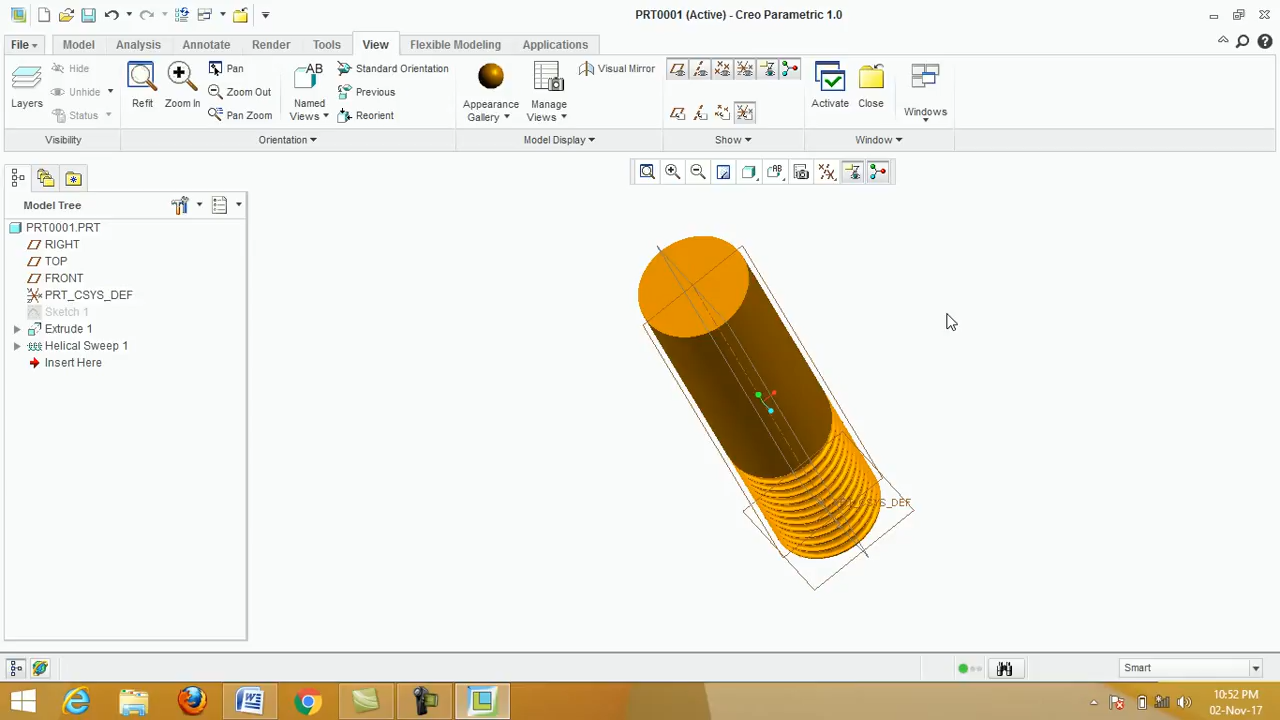 PRT0001 (Active) - Creo Parametric 1.0
File
Model
Analysis
Annotate
Render
Tools
View
Flexible Modeling
Applications
Layers
Hide
Unhide
Status
Visibility
Refit
Zoom In
Pan
Zoom Out
Pan Zoom
Named
Views
Standard Orientation
Previous
Reorient
Orientation
Appearance
Gallery
Manage
Views
Visual Mirror
Model Display
Show
Activate
Close
Windows
Window
Model Tree
PRT0001.PRT
RIGHT
TOP
FRONT
PRT_CSYS_DEF
Sketch 1
Extrude 1
Helical Sweep 1
Insert Here
PRT_CSYS_DEF
Smart
10:52 PM
02-Nov-17